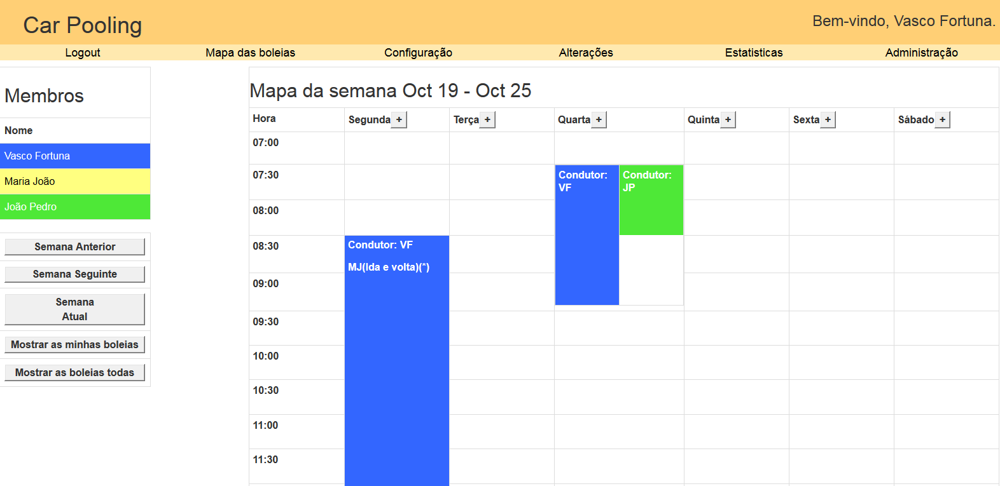 Car Pooling
Bem-vindo, Vasco Fortuna.
Logout Mapa das boleias Configuração Alterações Estatisticas Administração
Membros
Nome
Vasco Fortuna
Maria João
João Pedro
Semana Anterior
Semana Seguinte
Semana
Atual
Mostrar as minhas boleias
Mostrar as boleias todas
Mapa da semana Oct 19 - Oct 25
Hora Segunda + Terça + Quarta + Quinta + Sexta + Sábado +
07:00
07:30
Condutor:
VF
Condutor:
JP
08:00
08:30
Condutor: VF
MJ(Ida e volta)(*)
09:00
09:30
10:00
10:30
11:00
11:30